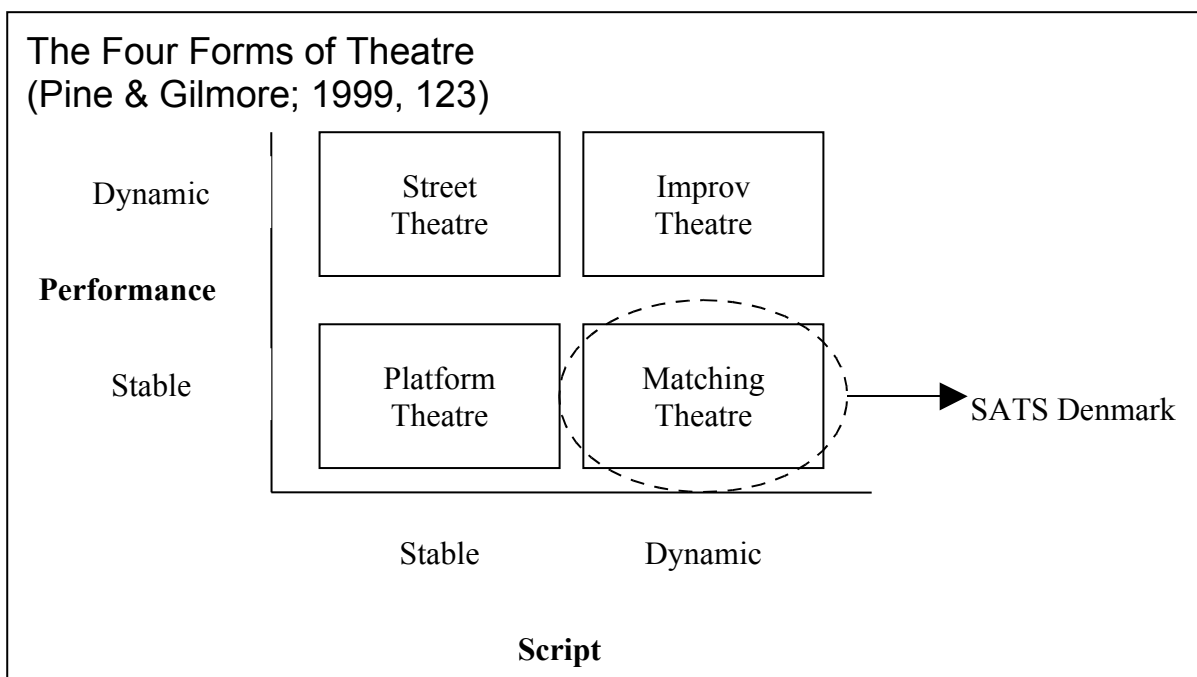 The Four Forms of Theatre
(Pine & Gilmore; 1999, 123)
Dynamic
Street
Theatre
Improv
Theatre
Performance
Stable
Platform
Theatre
Matching
Theatre
SATS Denmark
Stable
Dynamic
Script